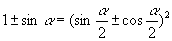 1 ± sin α = (sin α/2 ± cos α/2)²